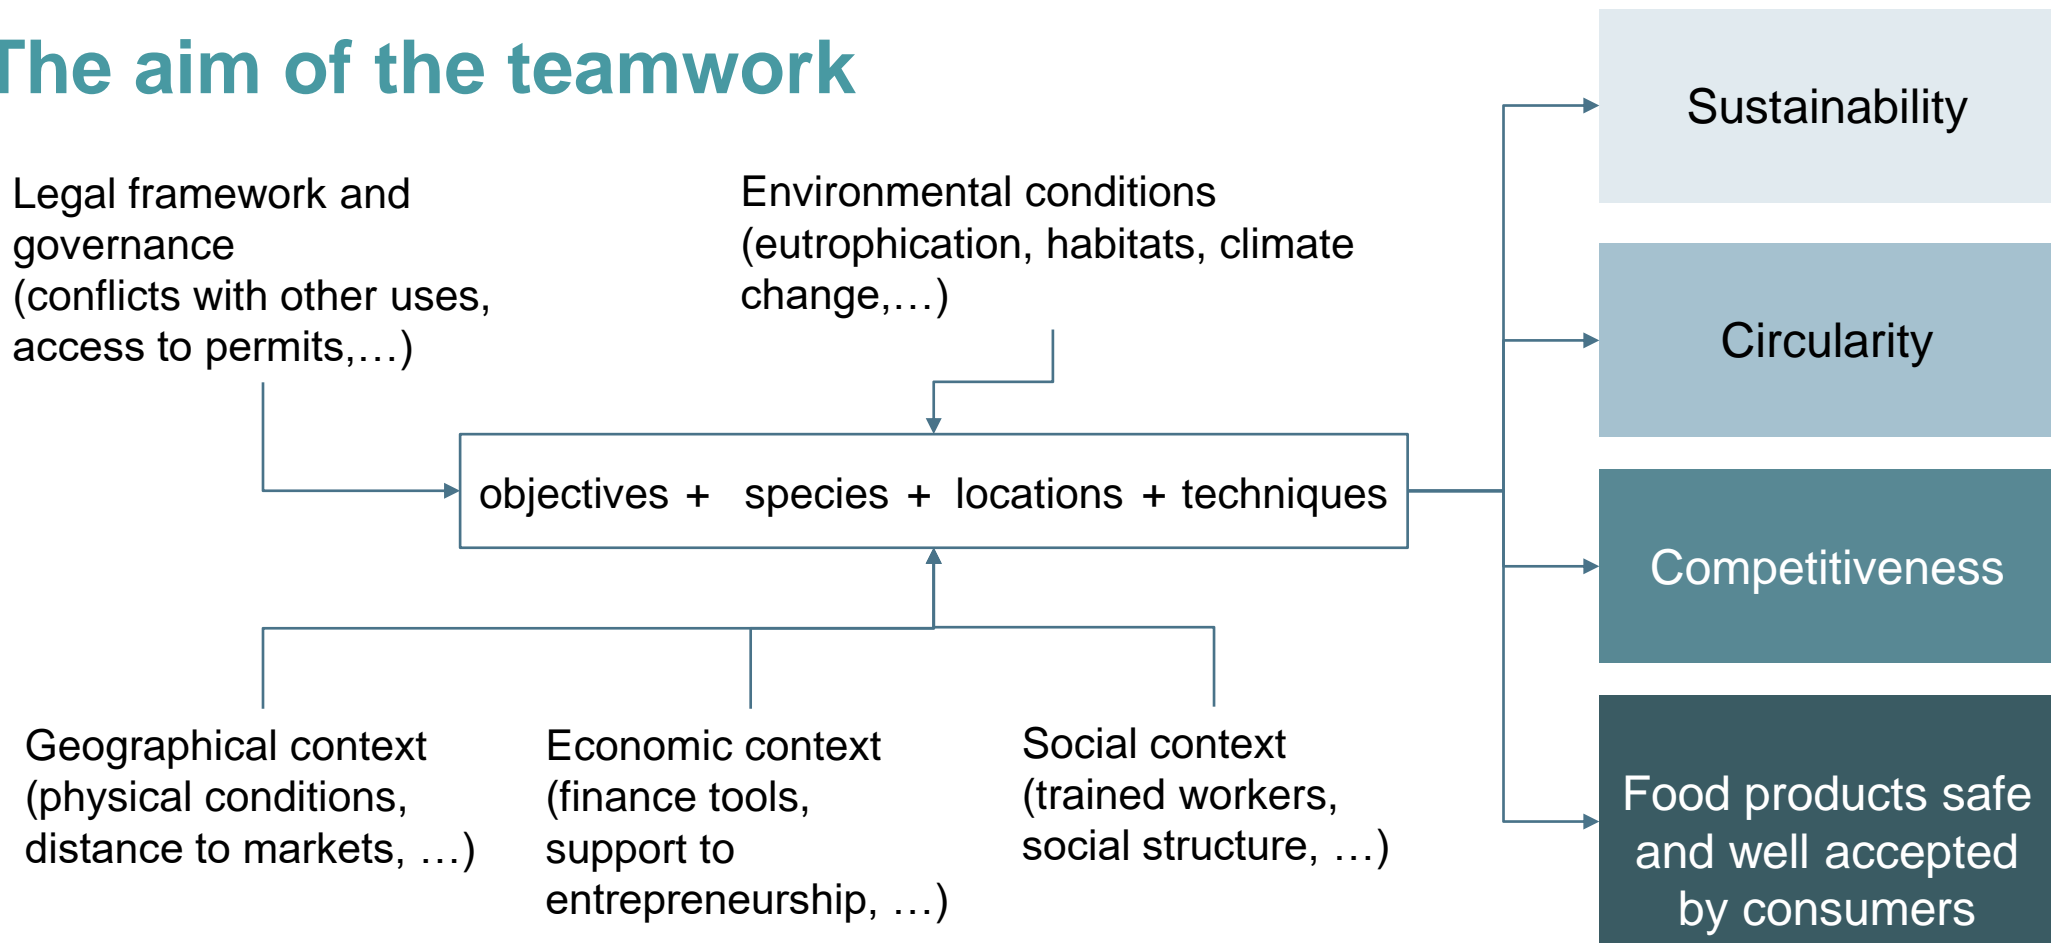 The aim of the teamwork
Legal framework and
governance
(conflicts with other uses,
access to permits,…)
Environmental conditions
(eutrophication, habitats, climate
change,…)
objectives + species + locations + techniques
Geographical context
(physical conditions,
distance to markets, …)
Economic context
(finance tools,
support to
entrepreneurship, …)
Social context
(trained workers,
social structure, …)
Sustainability
Circularity
Competitiveness
Food products safe
and well accepted
by consumers